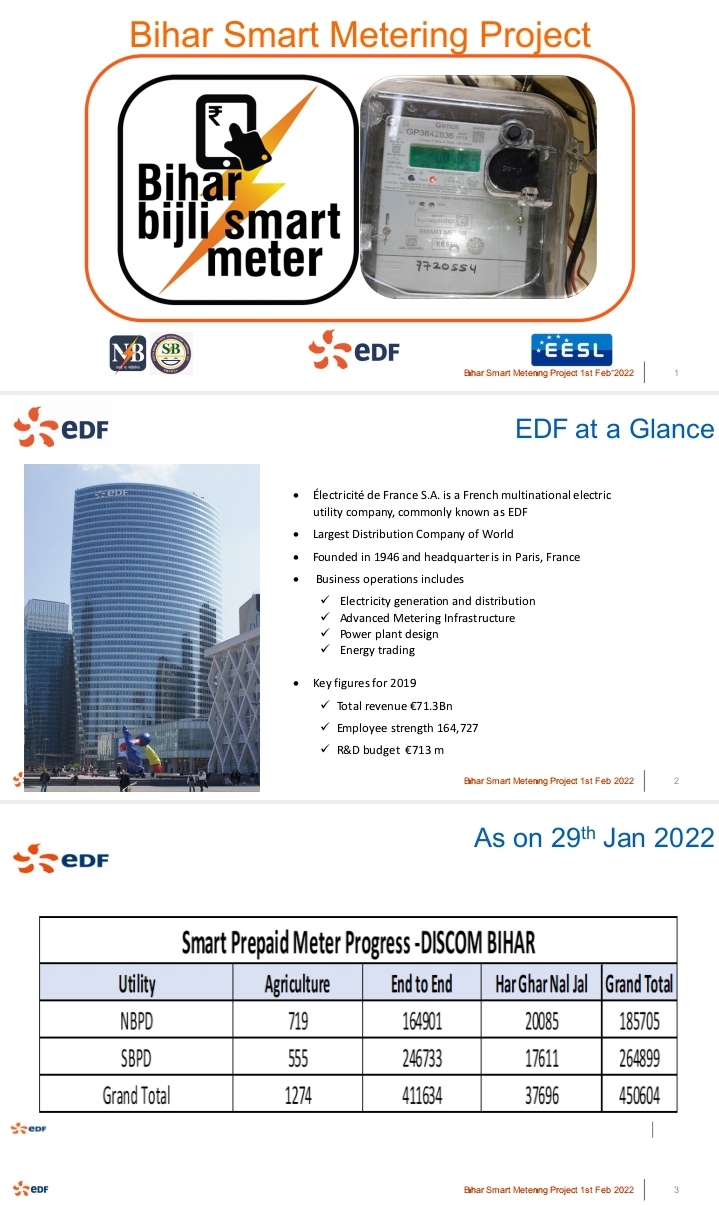 Bihar Smart Metering Project
₹
Bihar
bijli smart
meter
Genus
GP3642836
SMART METER
7720554
NB
SB
eDF
EESL
Bihar Smart Metering Project 1st Feb 2022
1
eDF
EDF at a Glance
eDF
• Électricité de France S.A. is a French multinational electric
utility company, commonly known as EDF
• Largest Distribution Company of World
• Founded in 1946 and headquarter is in Paris, France
• Business operations includes
✓ Electricity generation and distribution
✓ Advanced Metering Infrastructure
✓ Power plant design
✓ Energy trading
• Key figures for 2019
✓ Total revenue €71.3Bn
✓ Employee strength 164,727
✓ R&D budget €713 m
Bihar Smart Metering Project 1st Feb 2022
2
As on 29th Jan 2022
eDF
Smart Prepaid Meter Progress -DISCOM BIHAR
Utility Agriculture End to End Har Ghar Nal Jal Grand Total
NBPD 719 164901 20085 185705
SBPD 555 246733 17611 264899
Grand Total 1274 411634 37696 450604
eDF
eDF
Bihar Smart Metering Project 1st Feb 2022
3